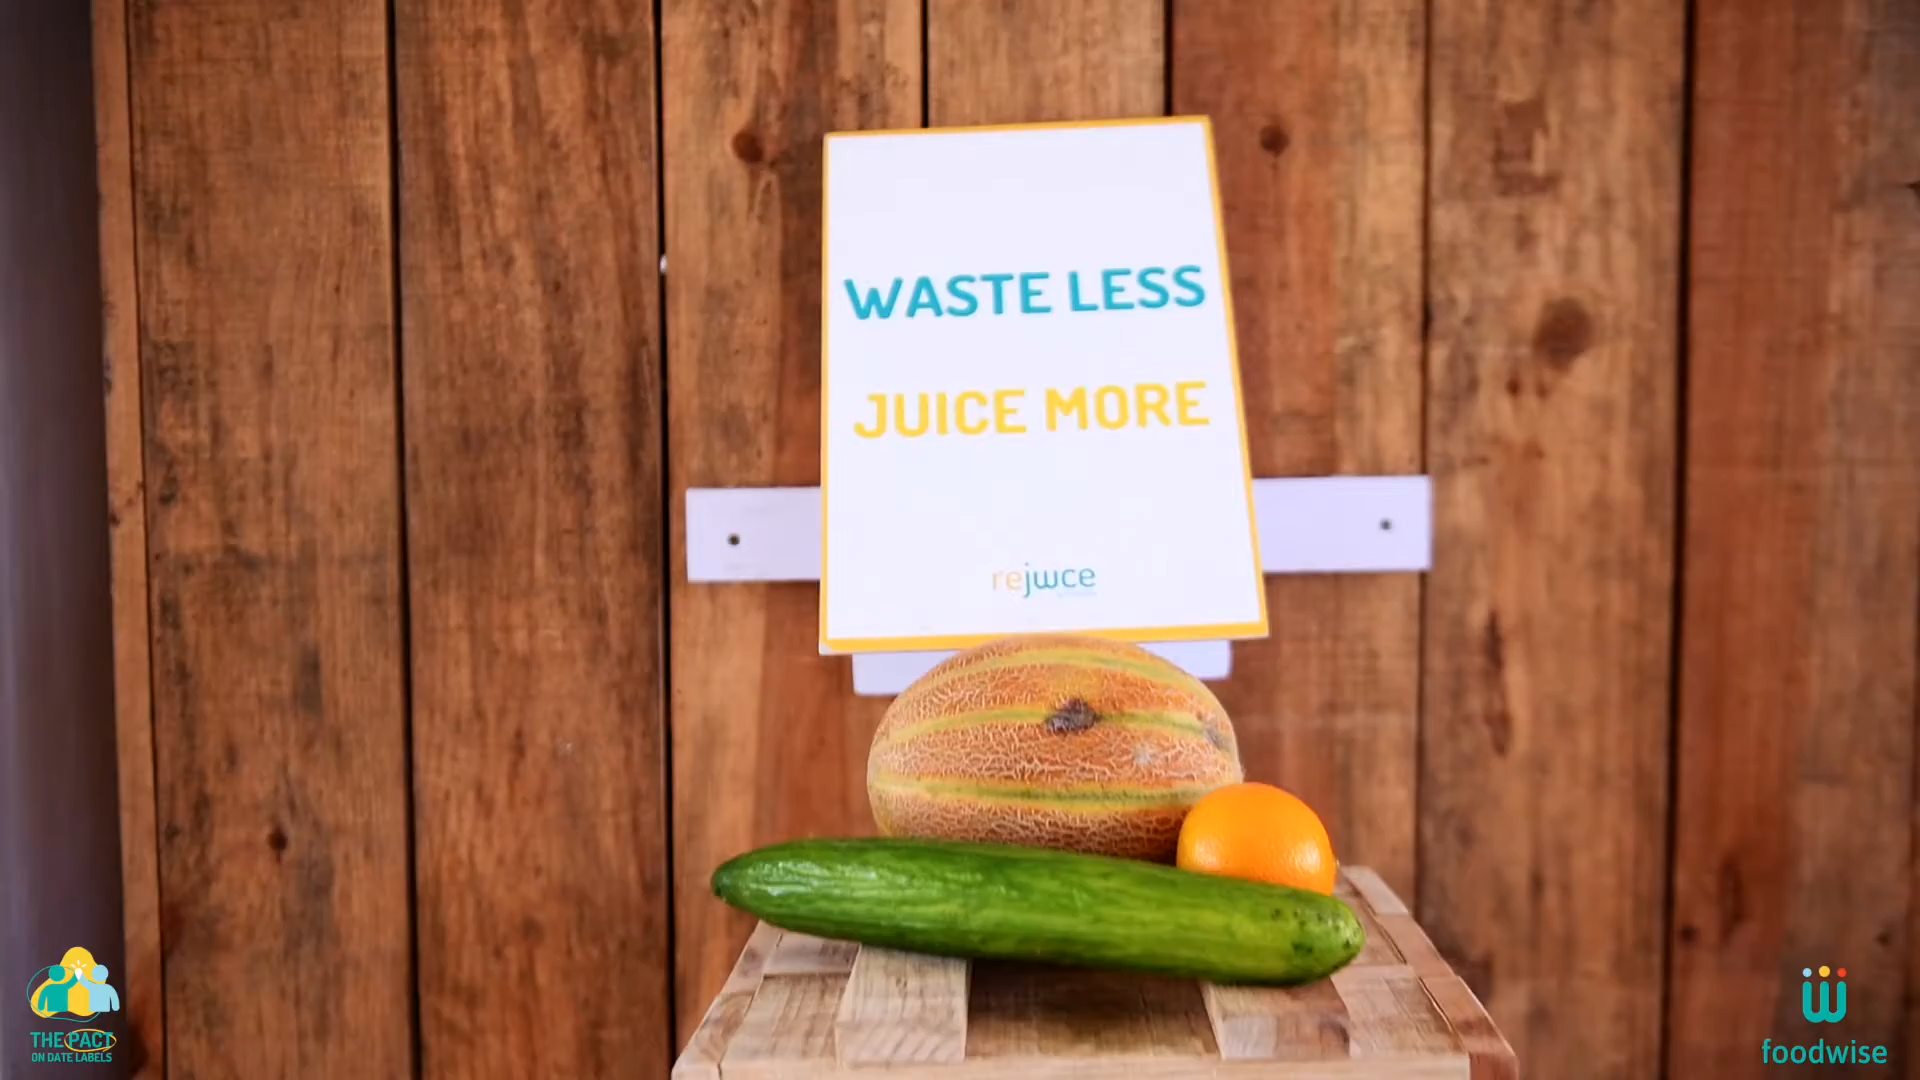 WASTE LESS
JUICE MORE
rejwce
THE PACT
ON DATE LABELS
foodwise